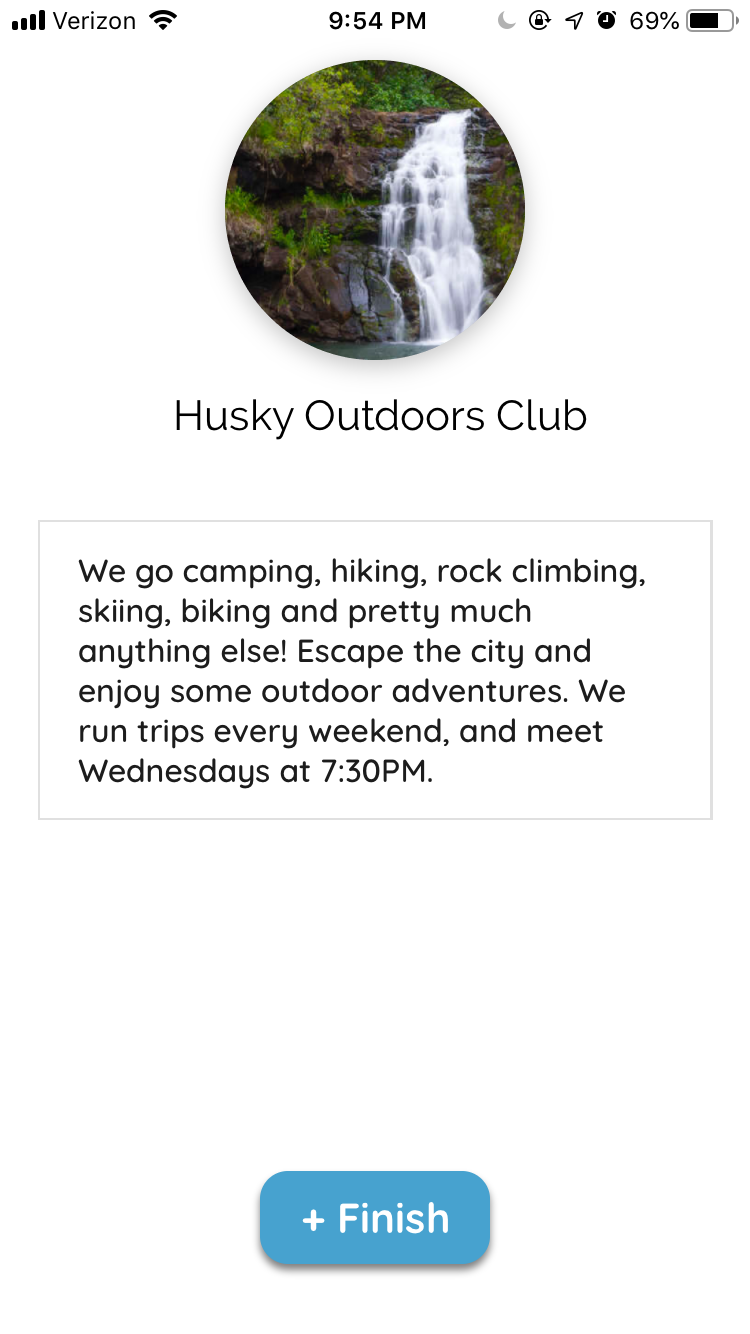 Verizon 9:54 PM 69%
Husky Outdoors Club
We go camping, hiking, rock climbing,
skiing, biking and pretty much
anything else! Escape the city and
enjoy some outdoor adventures. We
run trips every weekend, and meet
Wednesdays at 7:30PM.
+ Finish